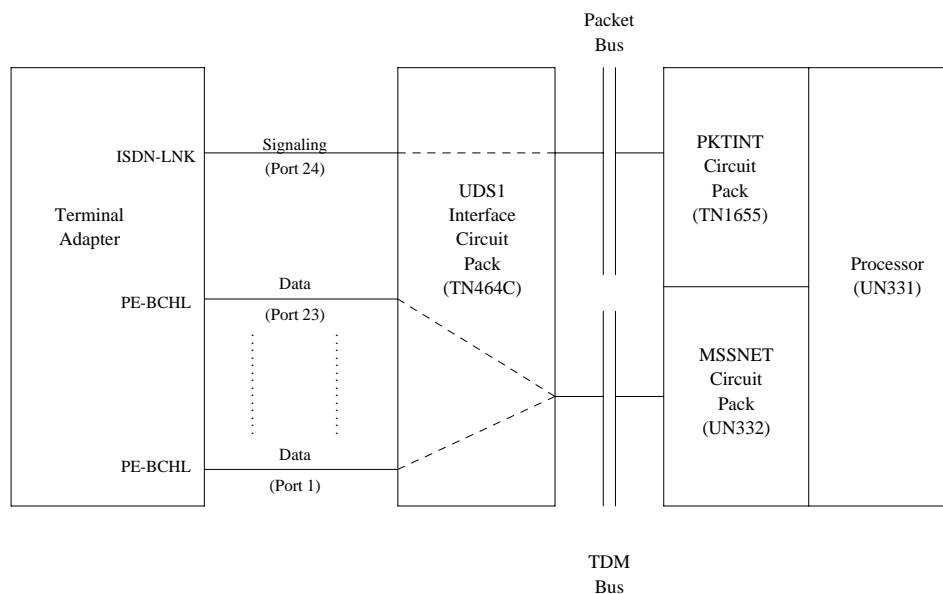 Packet
Bus
ISDN-LNK
Signaling
(Port 24)
PKTINT
Circuit
Pack
(TN1655)
Terminal
Adapter
UDS1
Interface
Circuit
Pack
(TN464C)
Processor
(UN331)
PE-BCHL
Data
(Port 23)
MSSNET
Circuit
Pack
(UN332)
PE-BCHL
Data
(Port 1)
TDM
Bus